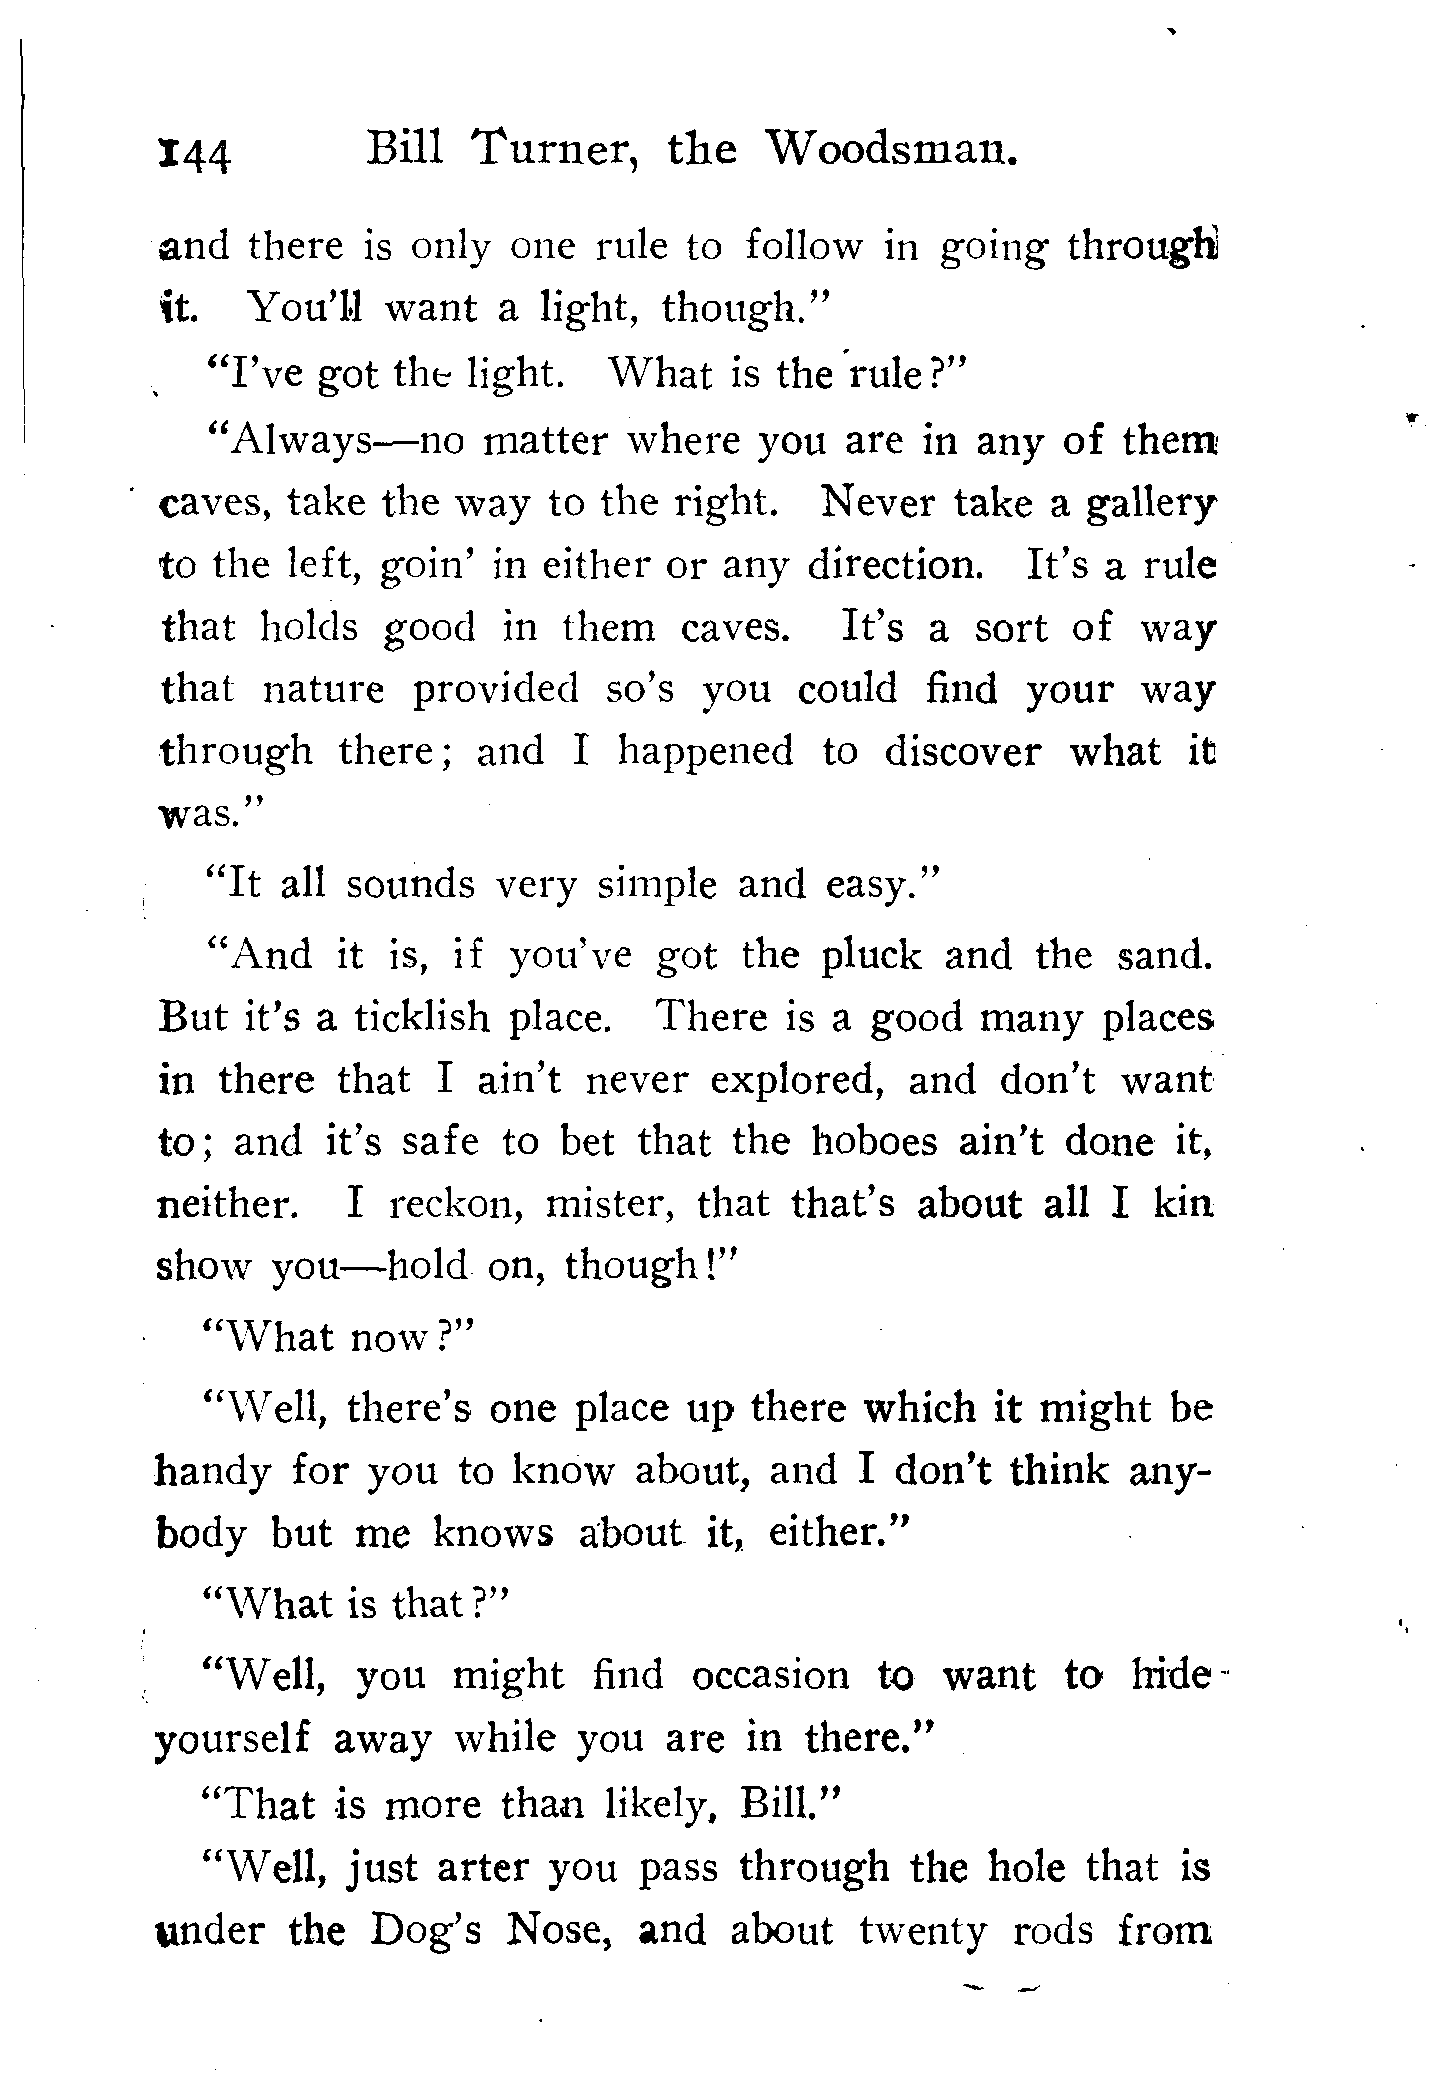 144 Bill Turner, the Woodsman.
and there is only one rule to follow in going through
it. You'll want a light, though."
"I've got the light. What is the rule?"
"Always—no matter where you are in any of them
caves, take the way to the right. Never take a gallery
to the left, goin' in either or any direction. It's a rule
that holds good in them caves. It's a sort of way
that nature provided so's you could find your way
through there; and I happened to discover what it
was."
"It all sounds very simple and easy."
"And it is, if you've got the pluck and the sand.
But it's a ticklish place. There is a good many places
in there that I ain't never explored, and don't want
to; and it's safe to bet that the hoboes ain't done it,
neither. I reckon, mister, that that's about all I kin
show you—hold on, though!"
"What now?"
"Well, there's one place up there which it might be
handy for you to know about, and I don't think any-
body but me knows about it, either."
"What is that?"
"Well, you might find occasion to want to hide
yourself away while you are in there."
"That is more than likely, Bill."
"Well, just arter you pass through the hole that is
under the Dog's Nose, and about twenty rods from